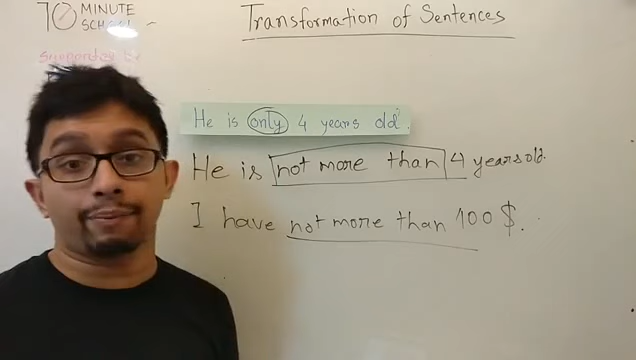 10 MINUTE
SCHOOL
Transformation of Sentences
He is only 4 years old.
He is not more than 4 years old.
I have not more than 100 $.